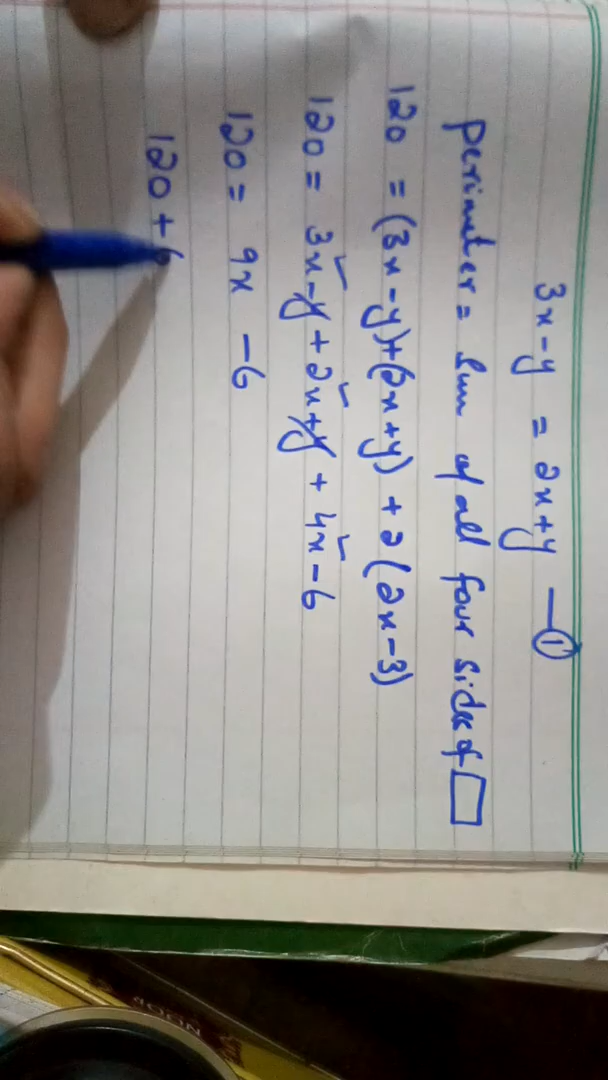 3x-y = 2x+y —①
Perimeter = Sum of all four sides of
120 = (3x-y)+(2x+y) + 2(2x-3)
120 = 3x-y + 2x+y + 4x-6
120 = 9x -6
120+6